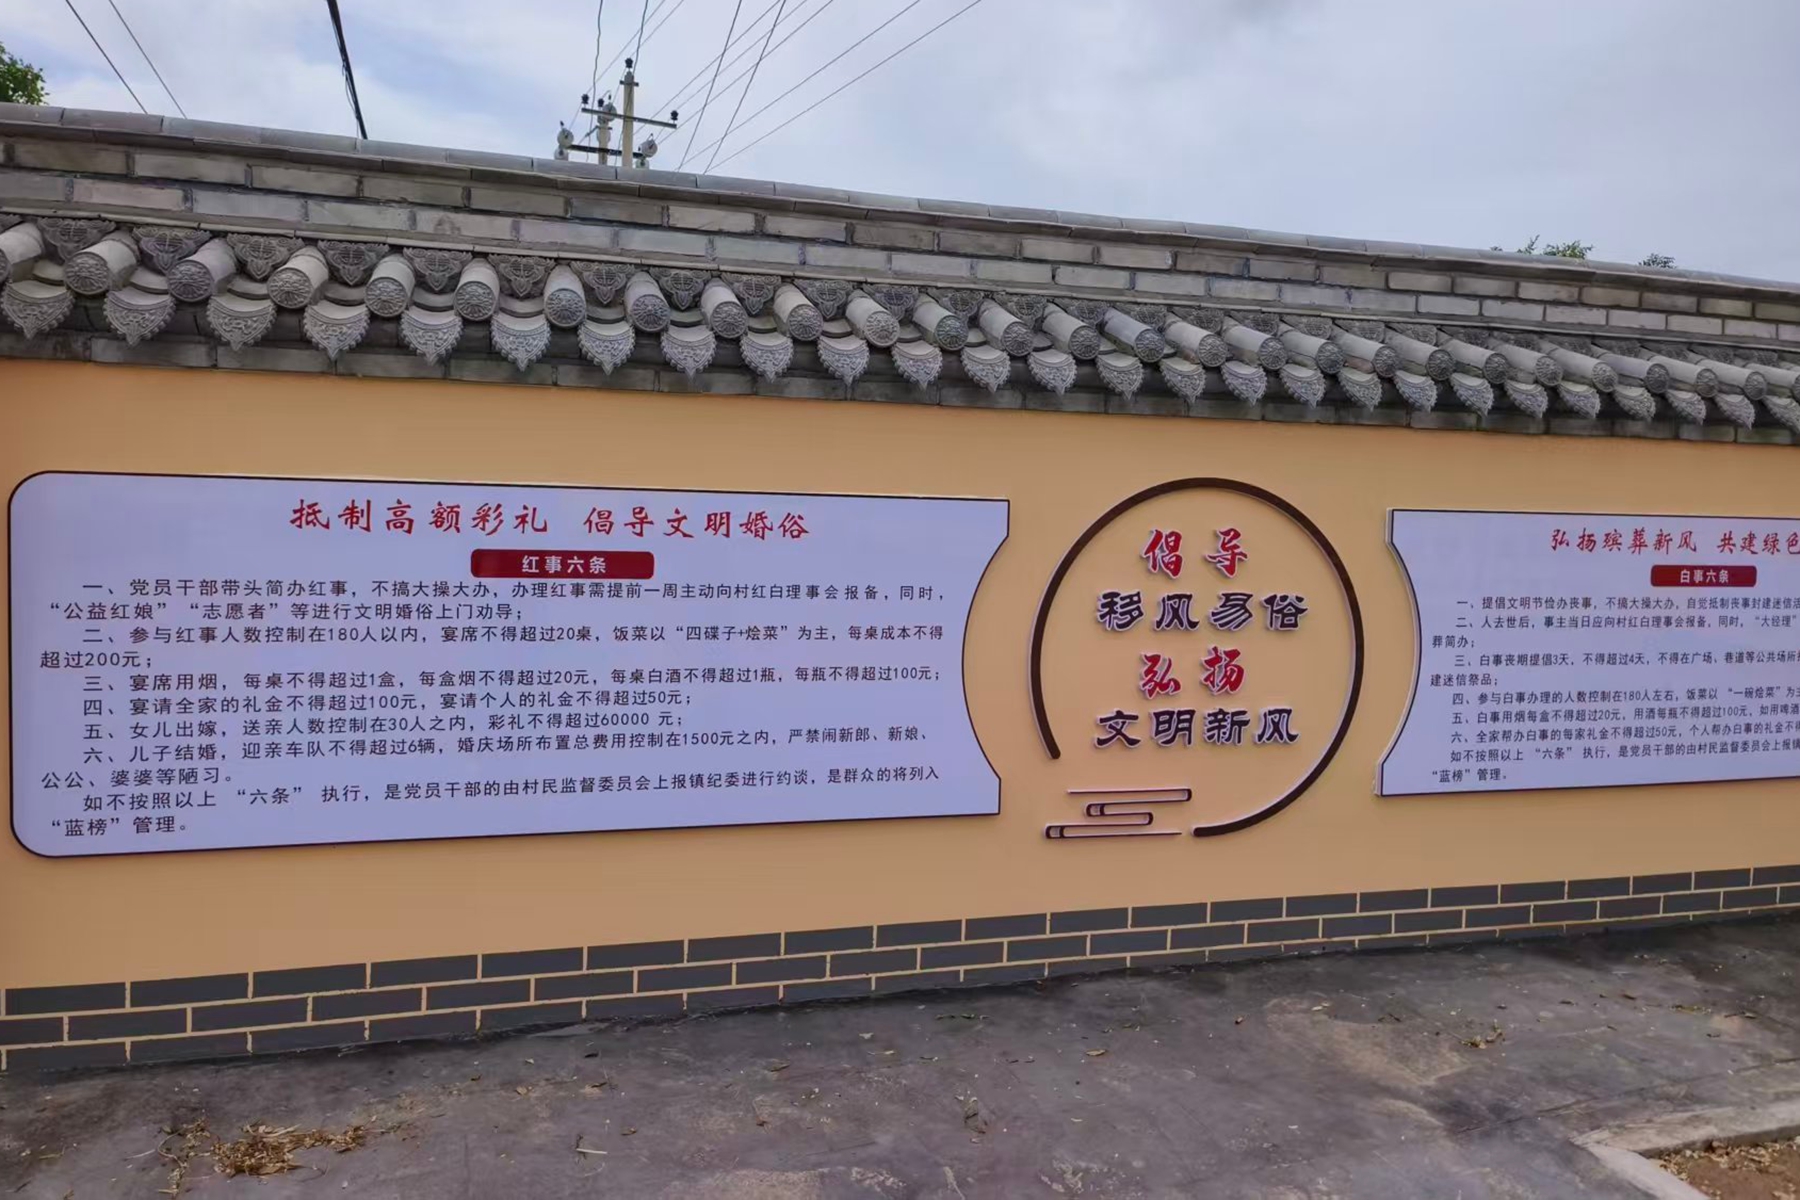 抵制高额彩礼 倡导文明婚俗
红事六条
一、党员干部带头简办红事，不搞大操大办，办理红事需提前一周主动向村红白理事会报备，同时，
“公益红娘”“志愿者”等进行文明婚俗上门劝导；
二、参与红事人数控制在180人以内，宴席不得超过20桌，饭菜以“四碟子+烩菜”为主，每桌成本不得
超过200元；
三、宴席用烟，每桌不得超过1盒，每盒烟不得超过20元，每桌白酒不得超过1瓶，每瓶不得超过100元；
四、宴请全家的礼金不得超过100元，宴请个人的礼金不得超过50元；
五、女儿出嫁，送亲人数控制在30人之内，彩礼不得超过60000 元；
六、儿子结婚，迎亲车队不得超过6辆，婚庆场所布置总费用控制在1500元之内，严禁闹新郎、新娘、
公公、婆婆等陋习。
如不按照以上 “六条” 执行，是党员干部的由村民监督委员会上报镇纪委进行约谈，是群众的将列入
“蓝榜”管理。
倡导
移风易俗
弘扬
文明新风
弘扬殡葬新风 共建绿色
白事六条
一、提倡文明节俭办丧事，不搞大操大办，自觉抵制丧事封建迷信活
二、人去世后，事主当日应向村红白理事会报备，同时，“大经理”
葬简办；
三、白事丧期提倡3天，不得超过4天，不得在广场、巷道等公共场所
建迷信祭品；
四、参与白事办理的人数控制在180人左右，饭菜以 “一碗烩菜”为主
五、白事用烟每盒不得超过20元，用酒每瓶不得超过100元，如用啤酒
六、全家帮办白事的每家礼金不得超过50元，个人帮办白事的礼金不得
如不按照以上 “六条” 执行，是党员干部的由村民监督委员会上报镇
“蓝榜”管理。